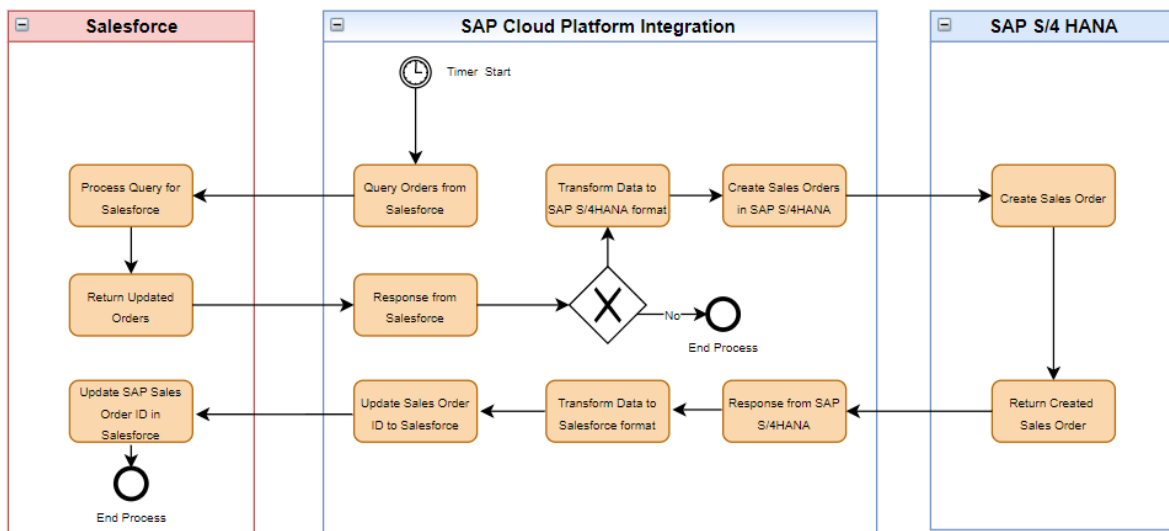 Salesforce
SAP Cloud Platform Integration
SAP S/4 HANA
Timer Start
Process Query for
Salesforce
Query Orders from
Salesforce
Transform Data to
SAP S/4HANA format
Create Sales Orders
in SAP S/4HANA
Create Sales Order
Return Updated
Orders
Response from
Salesforce
No
End Process
Update SAP Sales
Order ID in
Salesforce
Update Sales Order
ID to Salesforce
Transform Data to
Salesforce format
Response from SAP
S/4HANA
Return Created
Sales Order
End Process